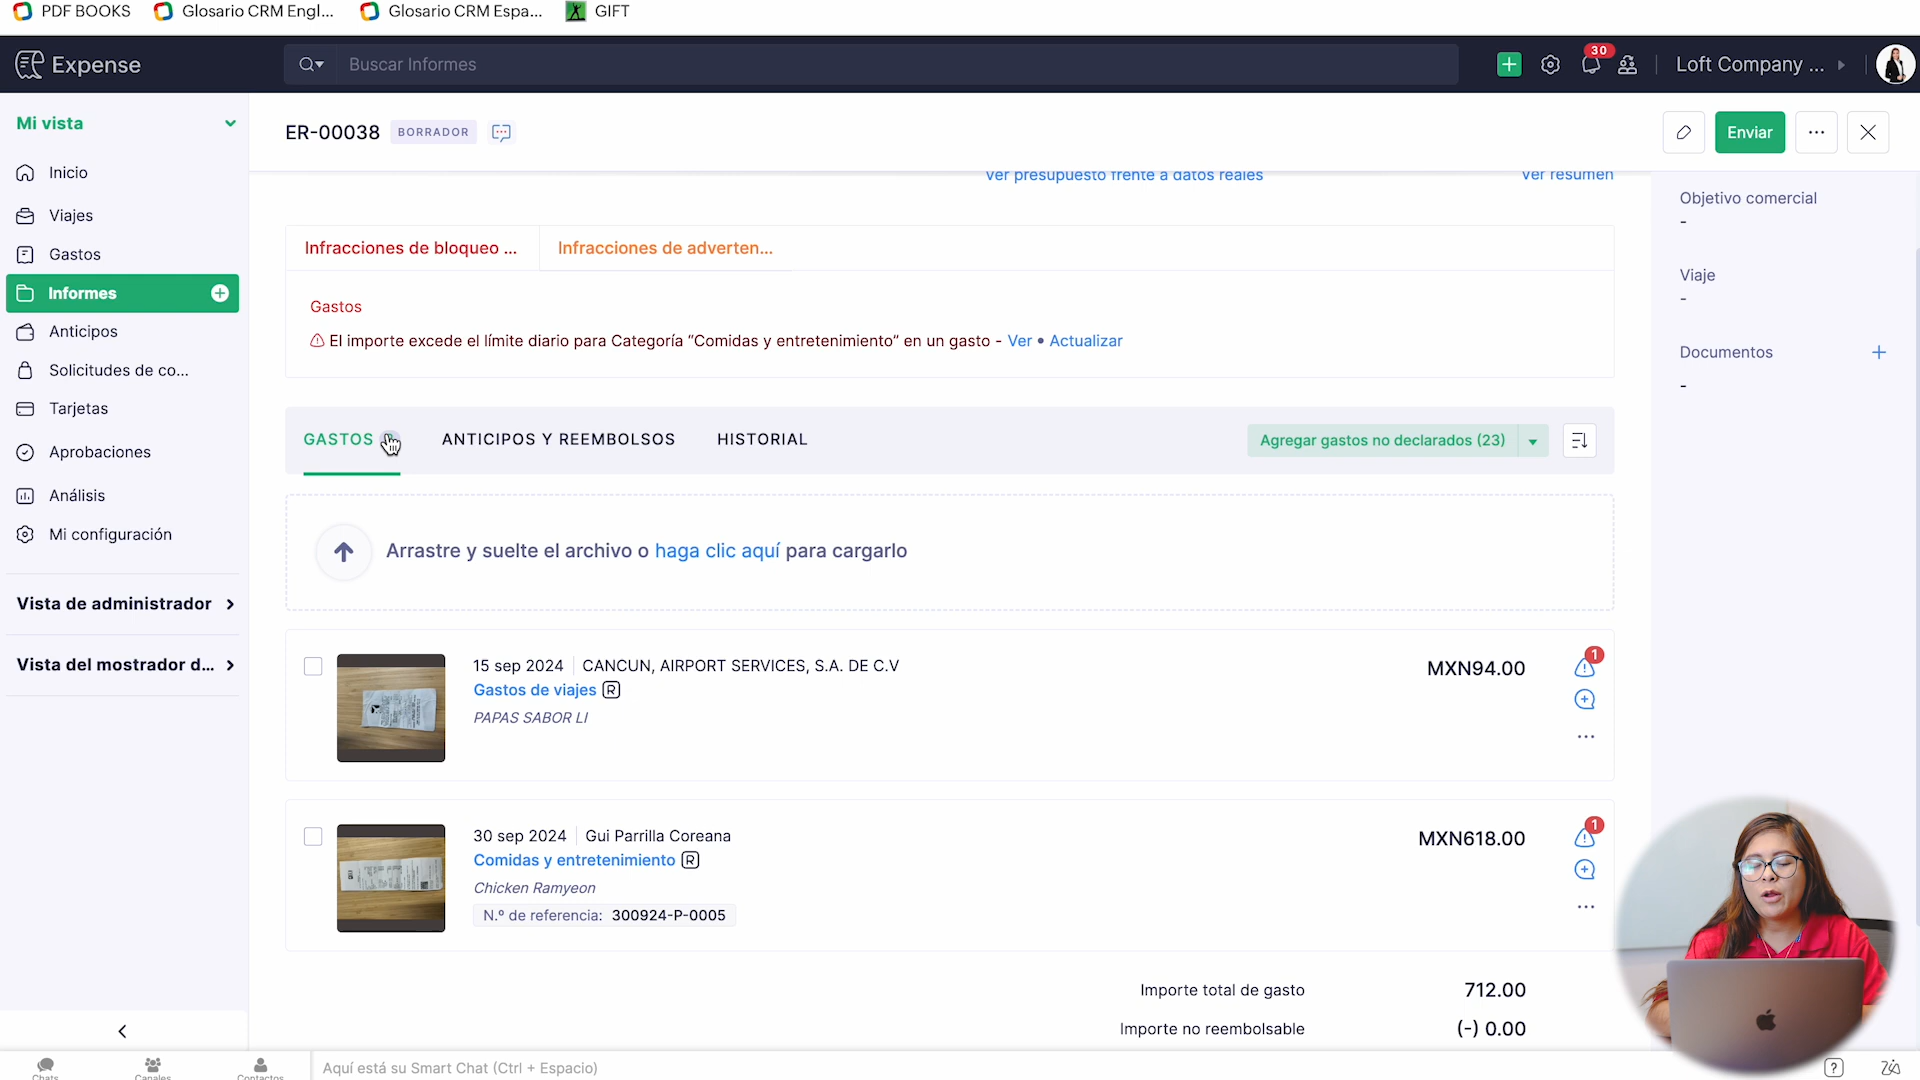 PDF BOOKS
Glosario CRM Engl...
Glosario CRM Espa...
GIFT
Expense
Buscar Informes
30
Loft Company ...
Mi vista
Inicio
Viajes
Gastos
Informes
Anticipos
Solicitudes de co...
Tarjetas
Aprobaciones
Análisis
Mi configuración
Vista de administrador
Vista del mostrador d...
ER-00038
BORRADOR
Enviar
Ver presupuesto frente a datos reales
Ver resumen
Infracciones de bloqueo ...
Infracciones de adverten...
Gastos
El importe excede el límite diario para Categoría "Comidas y entretenimiento" en un gasto - Ver • Actualizar
GASTOS
ANTICIPOS Y REEMBOLSOS
HISTORIAL
Agregar gastos no declarados (23)
Arrastre y suelte el archivo o haga clic aquí para cargarlo
15 sep 2024
CANCUN, AIRPORT SERVICES, S.A. DE C.V
MXN94.00
1
Gastos de viajes R
PAPAS SABOR LI
30 sep 2024
Gui Parrilla Coreana
MXN618.00
1
Comidas y entretenimiento R
Chicken Ramyeon
N.º de referencia: 300924-P-0005
Importe total de gasto
712.00
Importe no reembolsable
(-) 0.00
Objetivo comercial
-
Viaje
-
Documentos
-
Chats
Canales
Contactos
Aquí está su Smart Chat (Ctrl + Espacio)